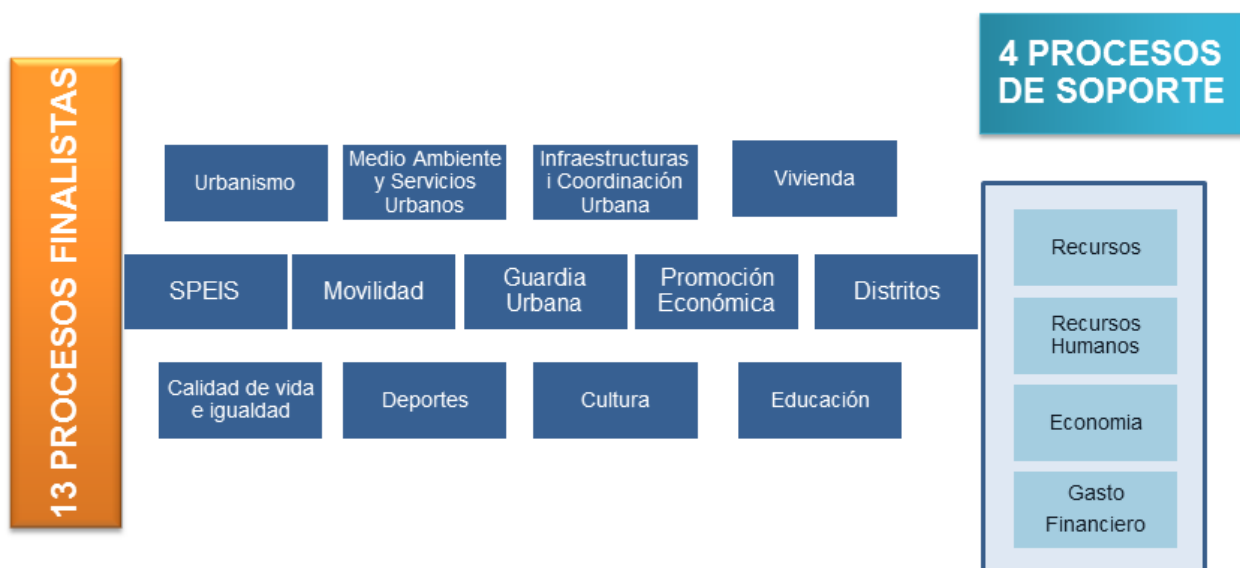 13 PROCESOS FINALISTAS
4 PROCESOS
DE SOPORTE
Urbanismo
Medio Ambiente
y Servicios
Urbanos
Infraestructuras
i Coordinación
Urbana
Vivienda
SPEIS
Movilidad
Guardia
Urbana
Promoción
Económica
Distritos
Calidad de vida
e igualdad
Deportes
Cultura
Educación
Recursos
Recursos
Humanos
Economia
Gasto
Financiero